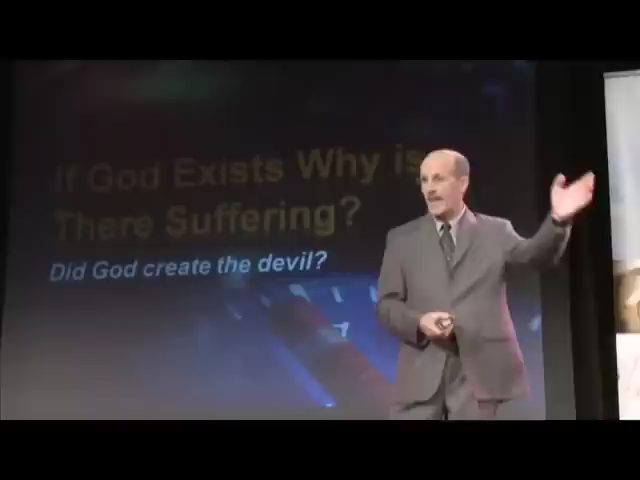 If God Exists Why is
There Suffering?
Did God create the devil?